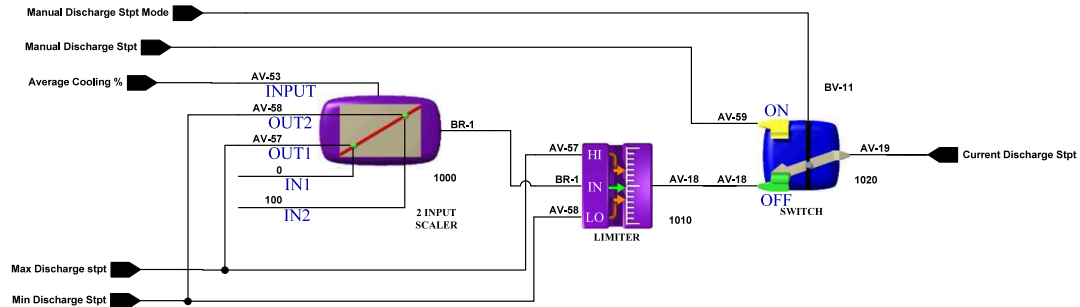 Manual Discharge Stpt Mode
Manual Discharge Stpt
Average Cooling %
AV-53
INPUT
AV-58
OUT2
AV-57
OUT1
0
IN1
100
IN2
BR-1
1000
2 INPUT
SCALER
AV-57
HI
BR-1
IN
AV-58
LO
LIMITER
AV-18
1010
AV-18
AV-59
ON
OFF
SWITCH
BV-11
AV-19
1020
Current Discharge Stpt
Max Discharge stpt
Min Discharge Stpt